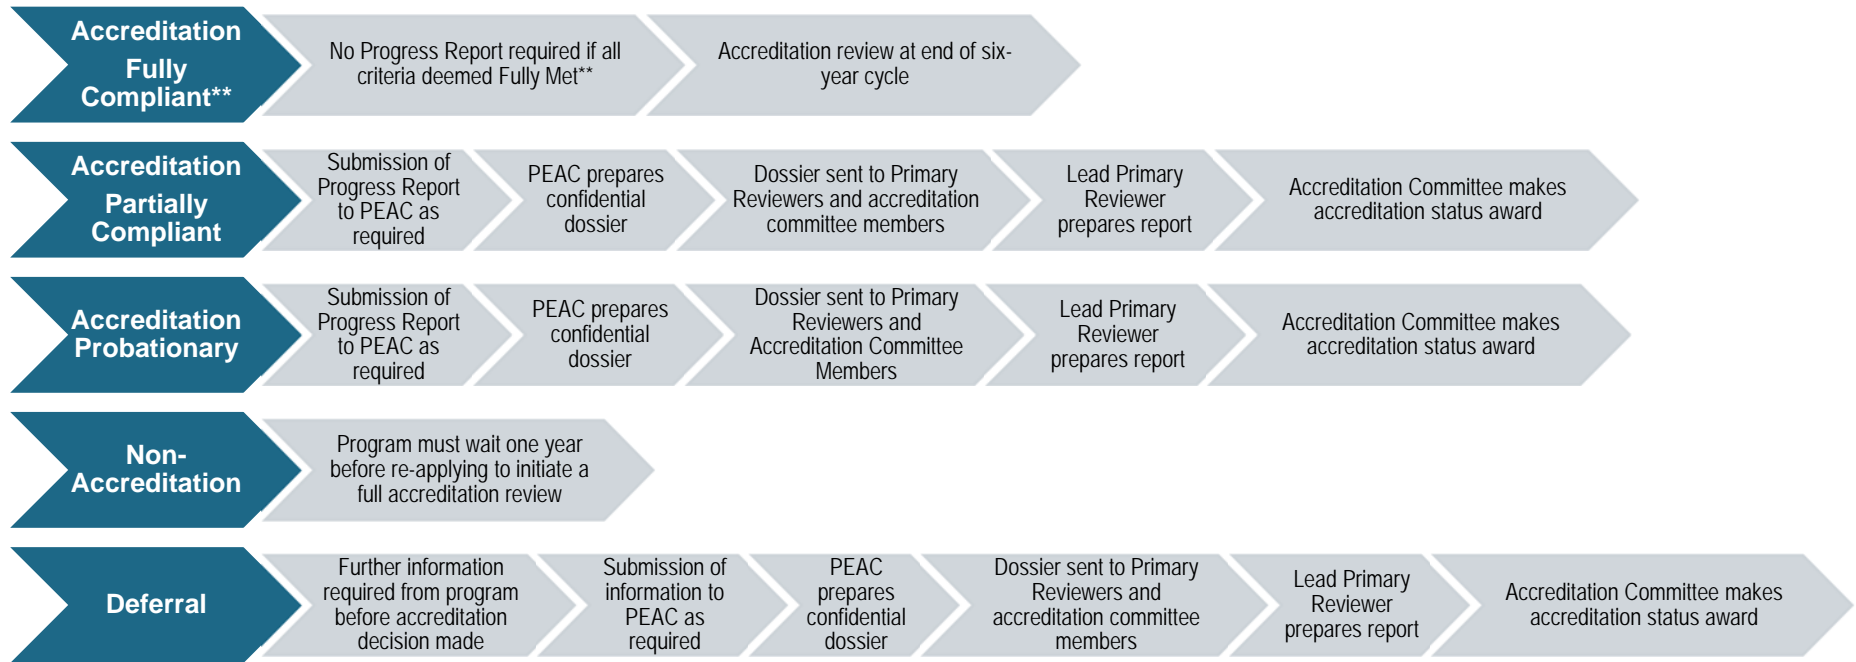 Accreditation
Fully
Compliant**
No Progress Report required if all
criteria deemed Fully Met**
Accreditation review at end of six-
year cycle
Accreditation
Partially
Compliant
Submission of
Progress Report
to PEAC as
required
PEAC prepares
confidential
dossier
Dossier sent to Primary
Reviewers and accreditation
committee members
Lead Primary
Reviewer
prepares report
Accreditation Committee makes
accreditation status award
Accreditation
Probationary
Submission of
Progress Report
to PEAC as
required
PEAC prepares
confidential
dossier
Dossier sent to Primary
Reviewers and
Accreditation Committee
Members
Lead Primary
Reviewer
prepares report
Accreditation Committee makes
accreditation status award
Non-
Accreditation
Program must wait one year
before re-applying to initiate a
full accreditation review
Deferral
Further information
required from program
before accreditation
decision made
Submission of
information to
PEAC as
required
PEAC
prepares
confidential
dossier
Dossier sent to Primary
Reviewers and
accreditation committee
members
Lead Primary
Reviewer
prepares report
Accreditation Committee makes
accreditation status award